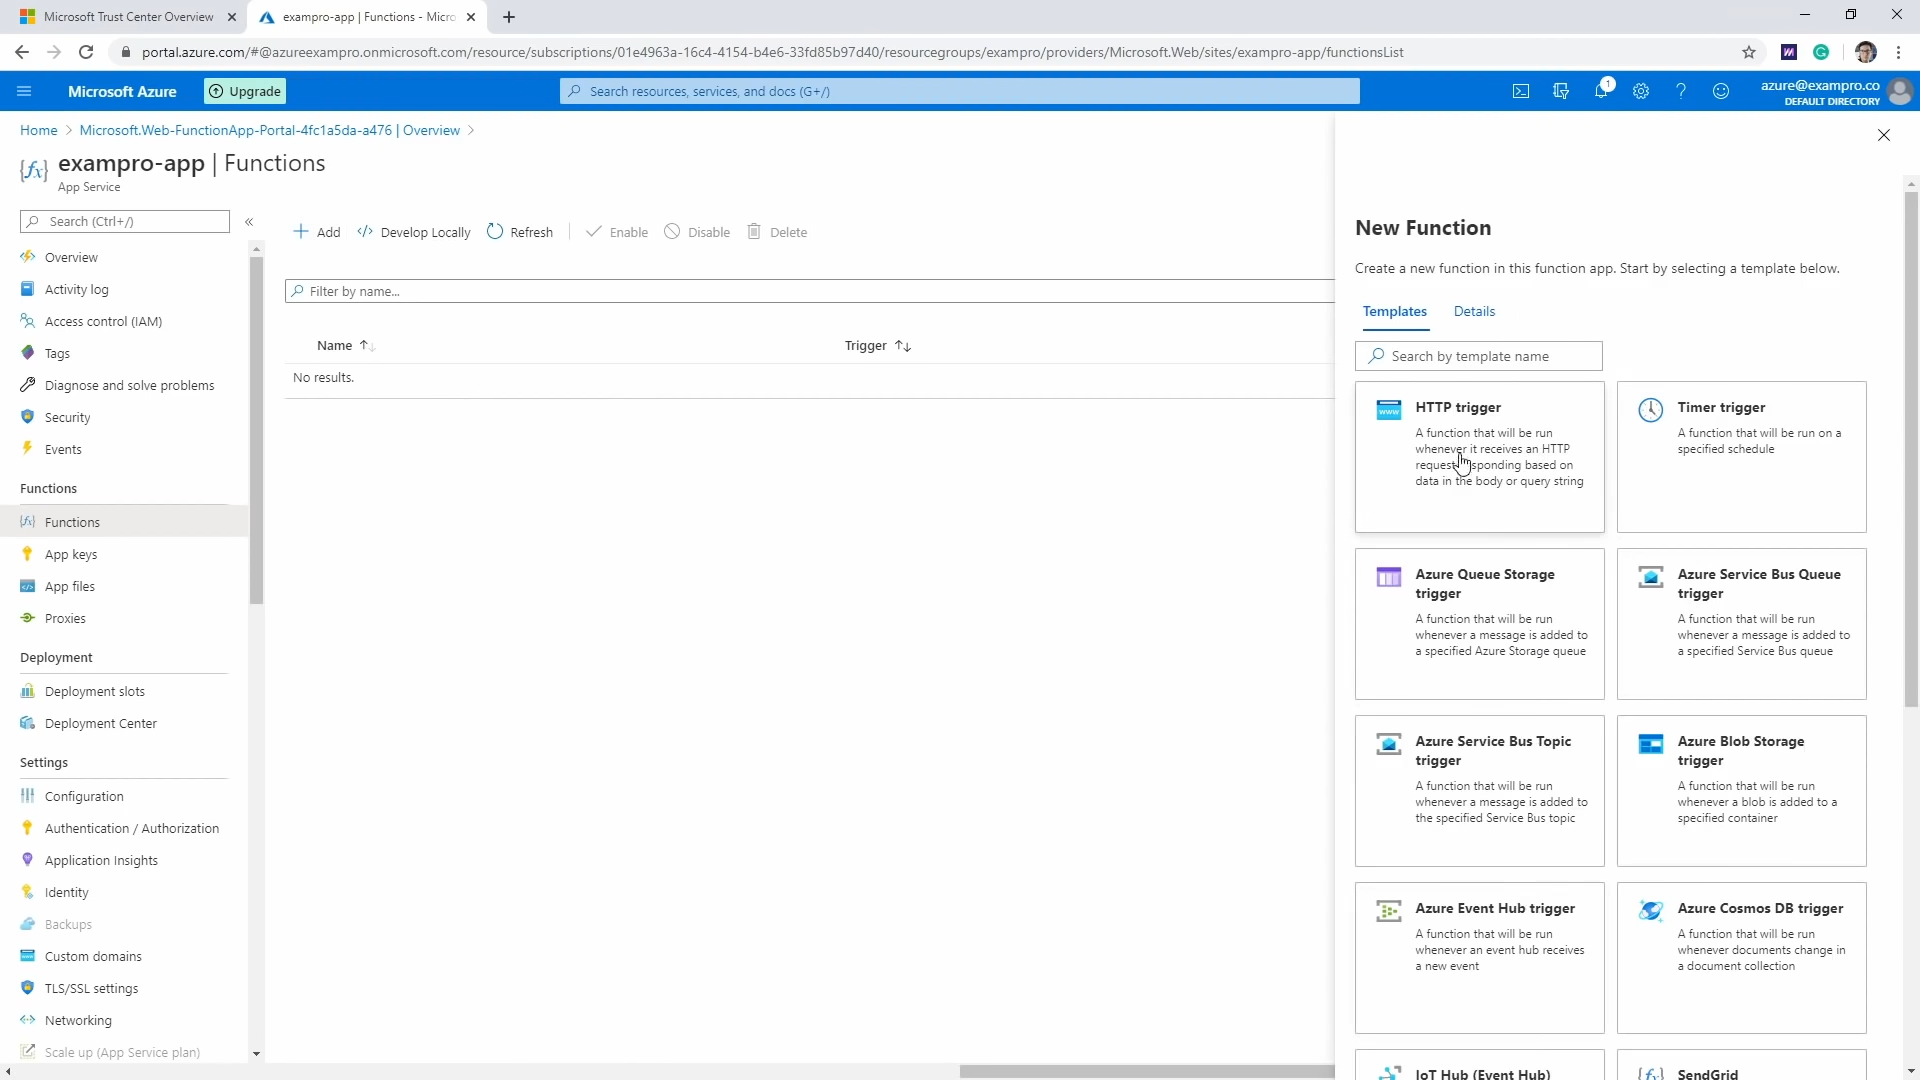 Microsoft Trust Center Overview
exampro-app | Functions - Micro
portal.azure.com/#@azureexampro.onmicrosoft.com/resource/subscriptions/01e4963a-16c4-4154-b4e6-33fd85b97d40/resourcegroups/exampro/providers/Microsoft.Web/sites/exampro-app/functionsList
Microsoft Azure
Upgrade
Search resources, services, and docs (G+/)
1
azure@exampro.co
DEFAULT DIRECTORY
Home > Microsoft.Web-FunctionApp-Portal-4fc1a5da-a476 | Overview >
exampro-app | Functions
App Service
Search (Ctrl+/)
Overview
Activity log
Access control (IAM)
Tags
Diagnose and solve problems
Security
Events
Functions
Functions
App keys
App files
Proxies
Deployment
Deployment slots
Deployment Center
Settings
Configuration
Authentication / Authorization
Application Insights
Identity
Backups
Custom domains
TLS/SSL settings
Networking
Scale up (App Service plan)
Add
Develop Locally
Refresh
Enable
Disable
Delete
Filter by name...
Name
Trigger
No results.
New Function
Create a new function in this function app. Start by selecting a template below.
Templates
Details
Search by template name
www
HTTP trigger
A function that will be run
whenever it receives an HTTP
request, responding based on
data in the body or query string
Timer trigger
A function that will be run on a
specified schedule
Azure Queue Storage
trigger
A function that will be run
whenever a message is added to
a specified Azure Storage queue
Azure Service Bus Queue
trigger
A function that will be run
whenever a message is added to
a specified Service Bus queue
Azure Service Bus Topic
trigger
A function that will be run
whenever a message is added to
the specified Service Bus topic
Azure Blob Storage
trigger
A function that will be run
whenever a blob is added to a
specified container
Azure Event Hub trigger
A function that will be run
whenever an event hub receives
a new event
Azure Cosmos DB trigger
A function that will be run
whenever documents change in
a document collection
IoT Hub (Event Hub)
SendGrid